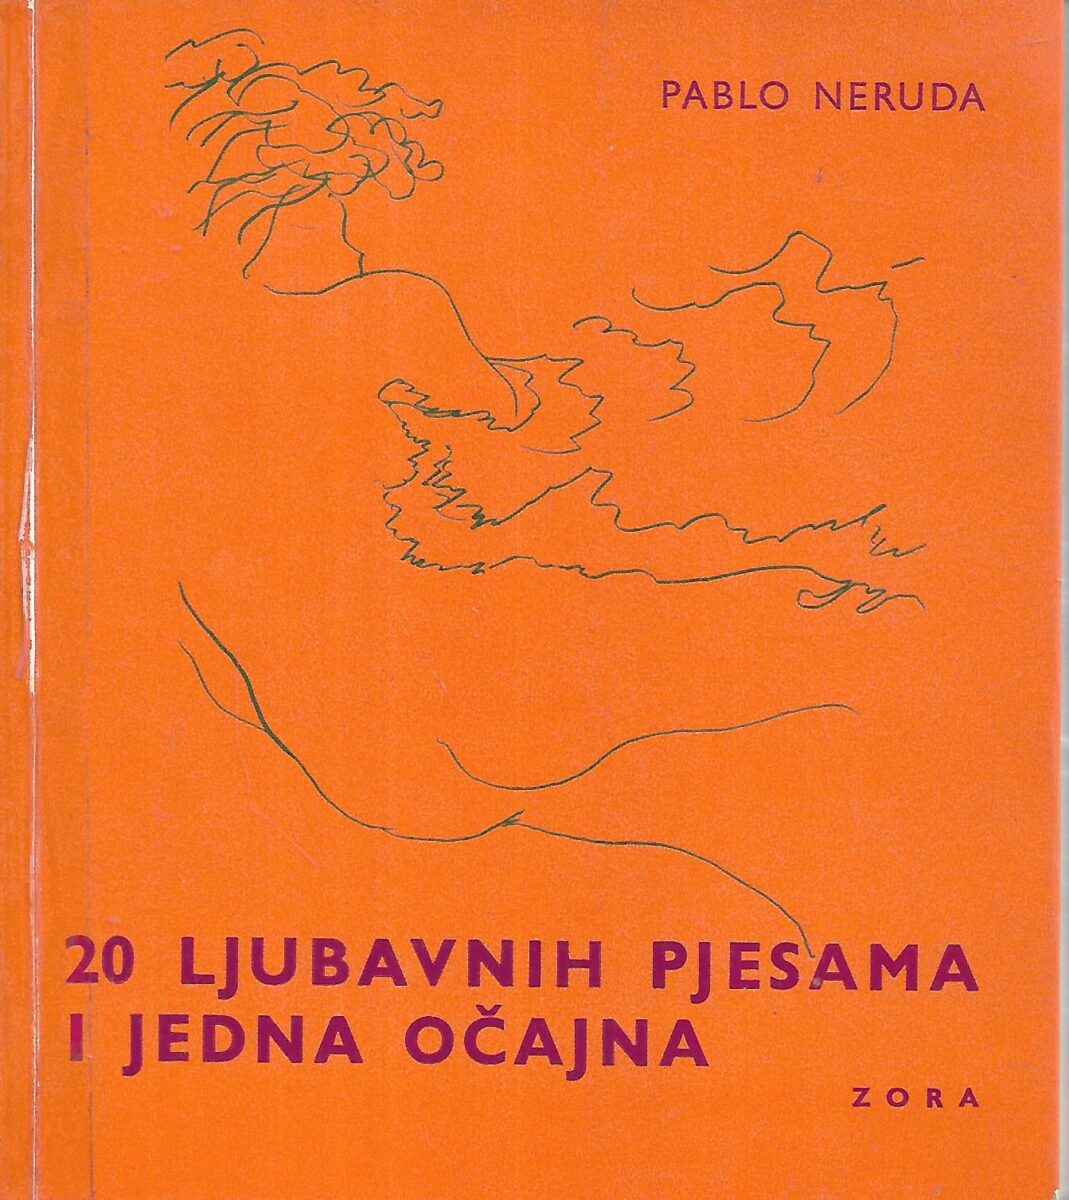 PABLO NERUDA
20 LJUBAVNIH PJESAMA
I JEDNA OČAJNA
ZORA